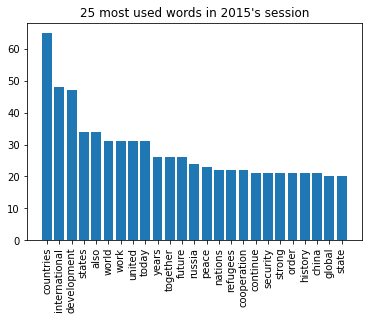 25 most used words in 2015's session
60
50
40
30
20
10
0
countries
international
development
states
also
world
work
united
today
years
together
future
russia
peace
nations
refugees
cooperation
continue
security
strong
order
history
china
global
state